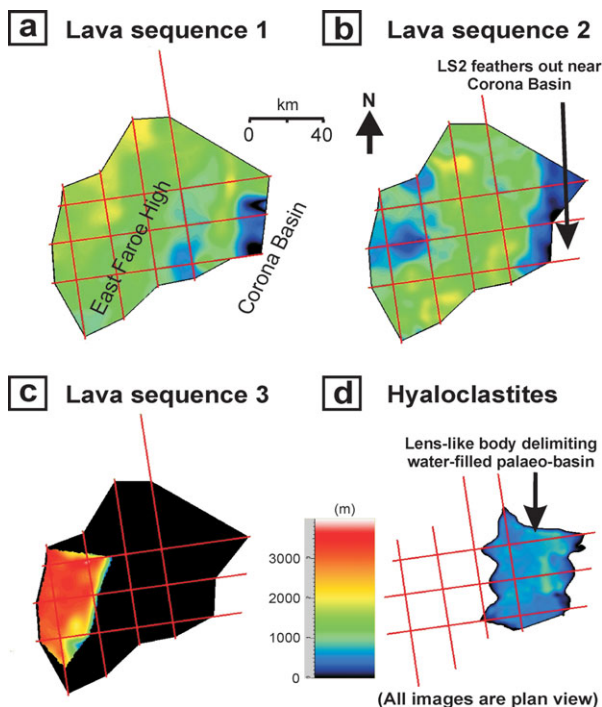 a Lava sequence 1
b Lava sequence 2
LS2 feathers out near
Corona Basin
km
0 40
N
East Faroe High
Corona Basin
c Lava sequence 3
d Hyaloclastites
Lens-like body delimiting
water-filled palaeo-basin
(m)
3000
2000
1000
0
(All images are plan view)